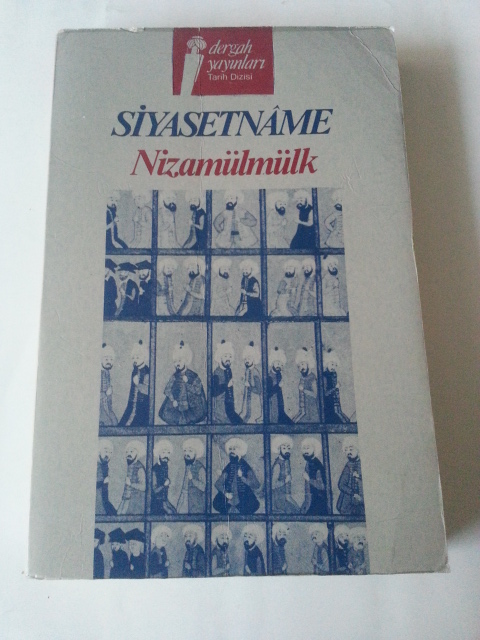 dergah
yayınları
Tarih Dizisi
SİYASETNÂME
Nizamülmülk